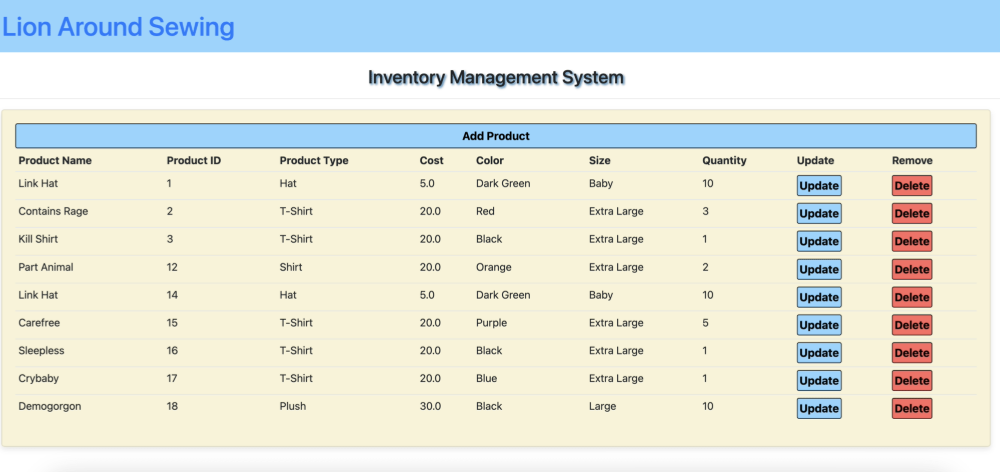 Lion Around Sewing
Inventory Management System
Add Product
Product Name Product ID Product Type Cost Color Size Quantity Update Remove
Link Hat 1 Hat 5.0 Dark Green Baby 10 Update Delete
Contains Rage 2 T-Shirt 20.0 Red Extra Large 3 Update Delete
Kill Shirt 3 T-Shirt 20.0 Black Extra Large 1 Update Delete
Part Animal 12 Shirt 20.0 Orange Extra Large 2 Update Delete
Link Hat 14 Hat 5.0 Dark Green Baby 10 Update Delete
Carefree 15 T-Shirt 20.0 Purple Extra Large 5 Update Delete
Sleepless 16 T-Shirt 20.0 Black Extra Large 1 Update Delete
Crybaby 17 T-Shirt 20.0 Blue Extra Large 1 Update Delete
Demogorgon 18 Plush 30.0 Black Large 10 Update Delete